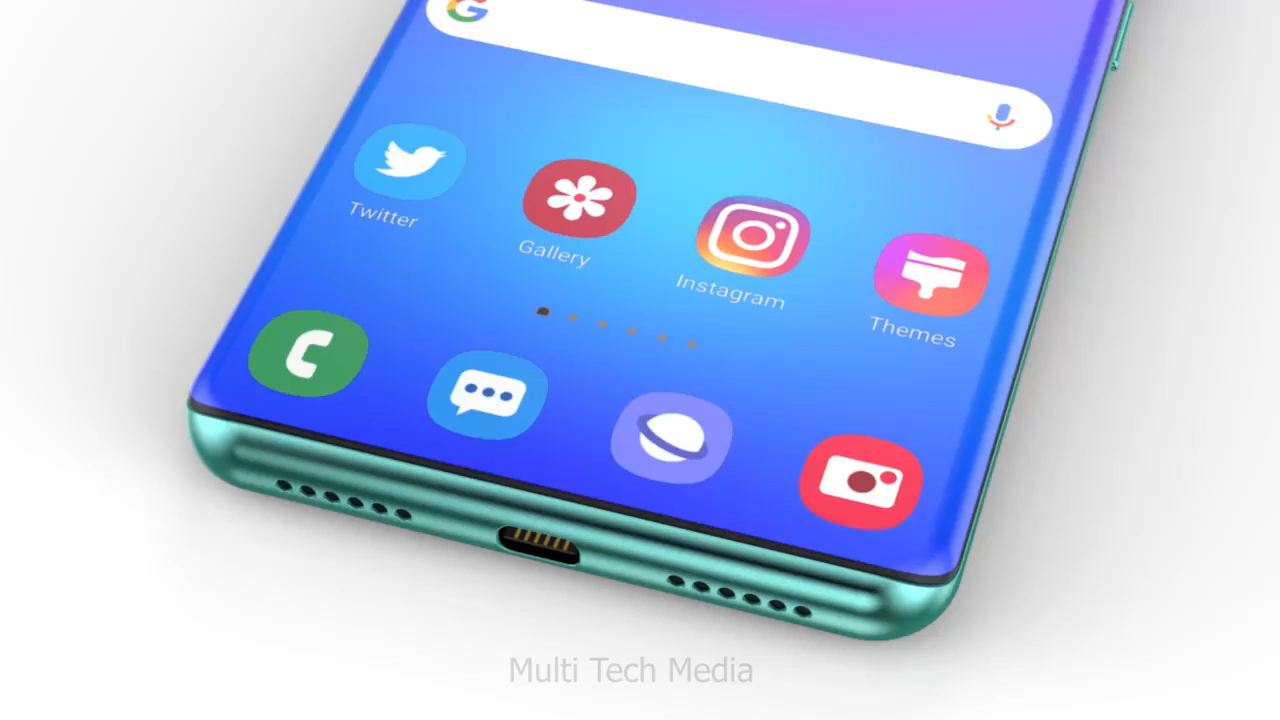 G
Twitter
Gallery
Instagram
Themes
Multi Tech Media